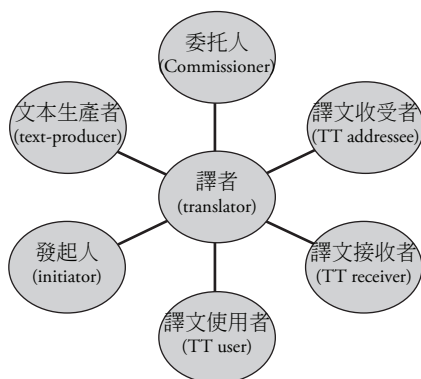 委托人
(Commissioner)
文本生產者
(text-producer)
譯文收受者
(TT addressee)
譯者
(translator)
發起人
(initiator)
譯文接收者
(TT receiver)
譯文使用者
(TT user)